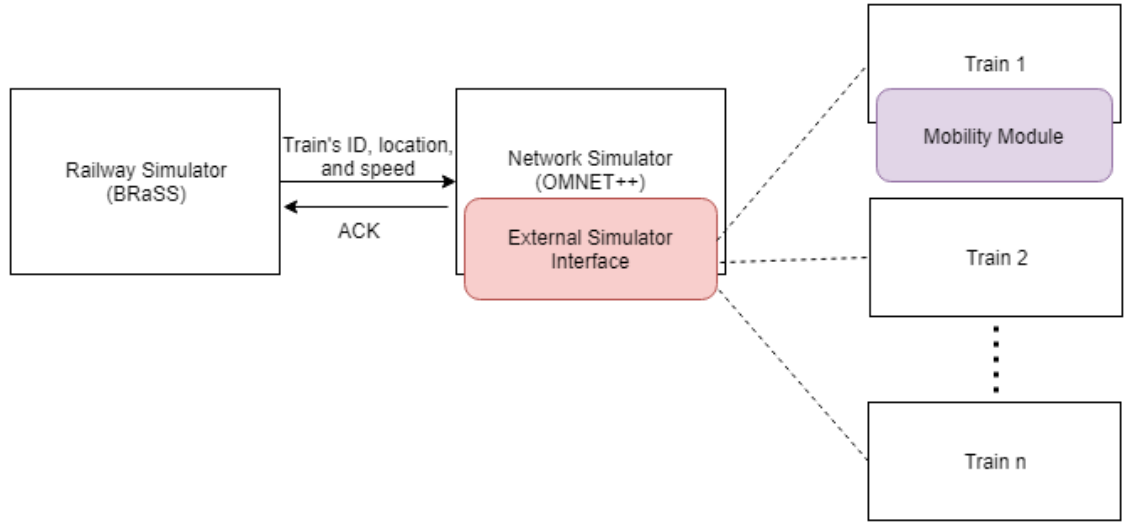 Railway Simulator
(BRaSS)
Train's ID, location,
and speed
ACK
Network Simulator
(OMNET++)
External Simulator
Interface
Train 1
Mobility Module
Train 2
Train n